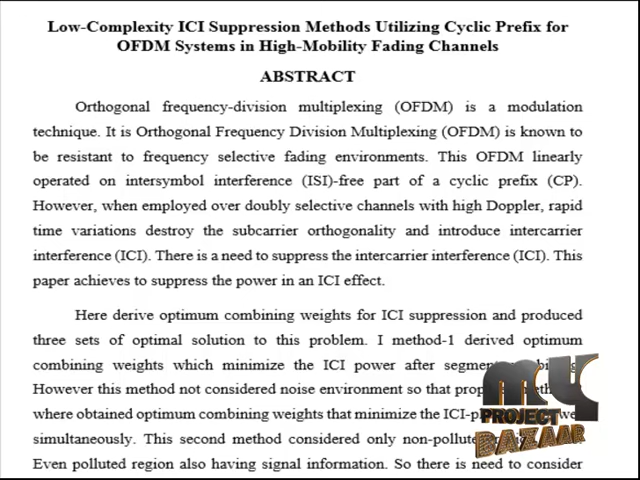 Low-Complexity ICI Suppression Methods Utilizing Cyclic Prefix for
OFDM Systems in High-Mobility Fading Channels
ABSTRACT
Orthogonal frequency-division multiplexing (OFDM) is a modulation
technique. It is Orthogonal Frequency Division Multiplexing (OFDM) is known to
be resistant to frequency selective fading environments. This OFDM linearly
operated on intersymbol interference (ISI)-free part of a cyclic prefix (CP).
However, when employed over doubly selective channels with high Doppler, rapid
time variations destroy the subcarrier orthogonality and introduce intercarrier
interference (ICI). There is a need to suppress the intercarrier interference (ICI). This
paper achieves to suppress the power in an ICI effect.
Here derive optimum combining weights for ICI suppression and produced
three sets of optimal solution to this problem. I method-1 derived optimum
combining weights which minimize the ICI power after
However this method not considered noise environment so that
where obtained optimum combining weights that minimize the
simultaneously. This second method considered only
Even polluted region also having signal information. So there is need to consider
MY
PROJECT
BAZAAR